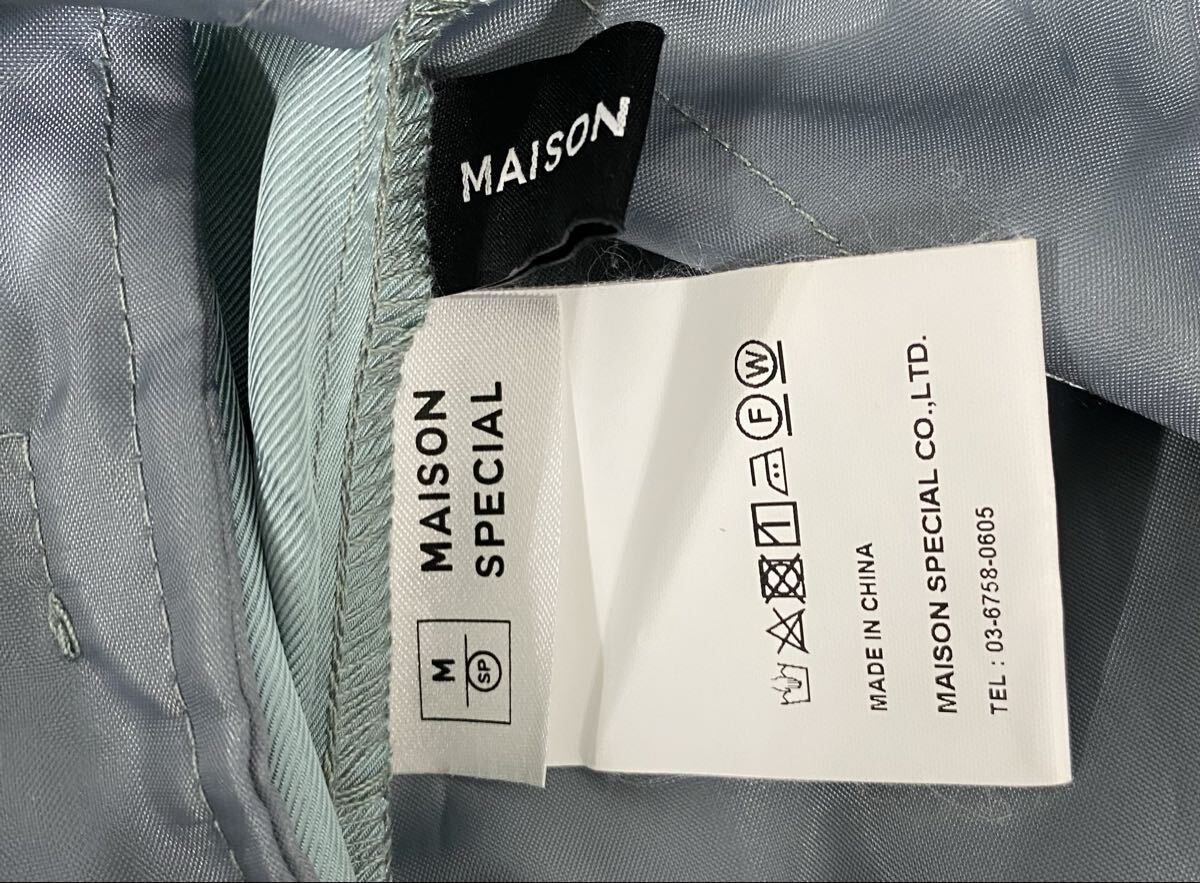 MAISON
MAISON
SPECIAL
M
SP
F
W
MADE IN CHINA
MAISON SPECIAL CO.,LTD.
TEL : 03-6758-0605